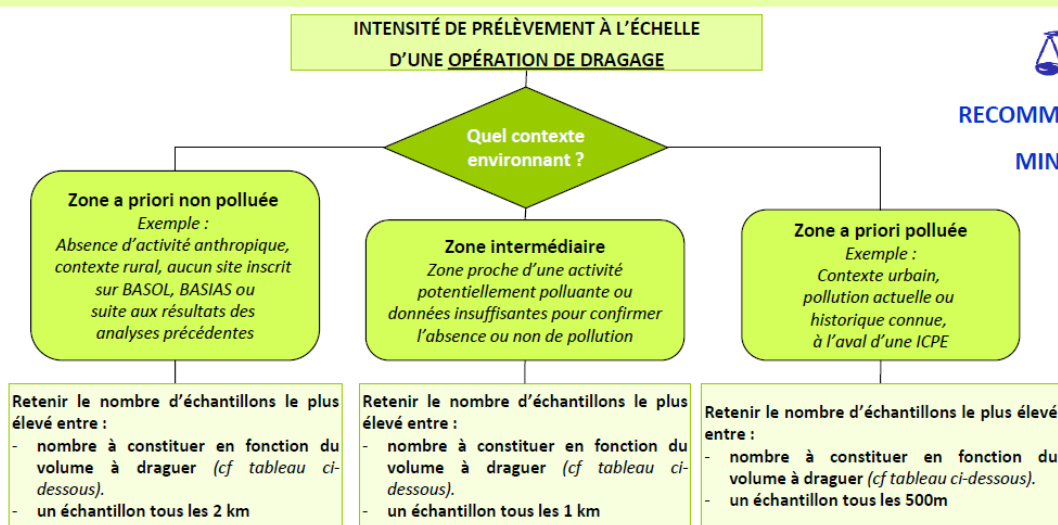 INTENSITÉ DE PRÉLÈVEMENT À L'ÉCHELLE
D'UNE OPÉRATION DE DRAGAGE
RECOMM
MIN
Quel contexte
environnant ?
Zone a priori non polluée
Exemple :
Absence d'activité anthropique,
contexte rural, aucun site inscrit
sur BASOL, BASIAS ou
suite aux résultats des
analyses précédentes
Zone intermédiaire
Zone proche d'une activité
potentiellement polluante ou
données insuffisantes pour confirmer
l'absence ou non de pollution
Zone a priori polluée
Exemple :
Contexte urbain,
pollution actuelle ou
historique connue,
à l'aval d'une ICPE
Retenir le nombre d'échantillons le plus
élevé entre :
- nombre à constituer en fonction du
volume à draguer (cf tableau ci-
dessous).
- un échantillon tous les 2 km
Retenir le nombre d'échantillons le plus
élevé entre :
- nombre à constituer en fonction du
volume à draguer (cf tableau ci-
dessous).
- un échantillon tous les 1 km
Retenir le nombre d'échantillons le plus élevé
entre :
- nombre à constituer en fonction du
volume à draguer (cf tableau ci-dessous).
- un échantillon tous les 500m